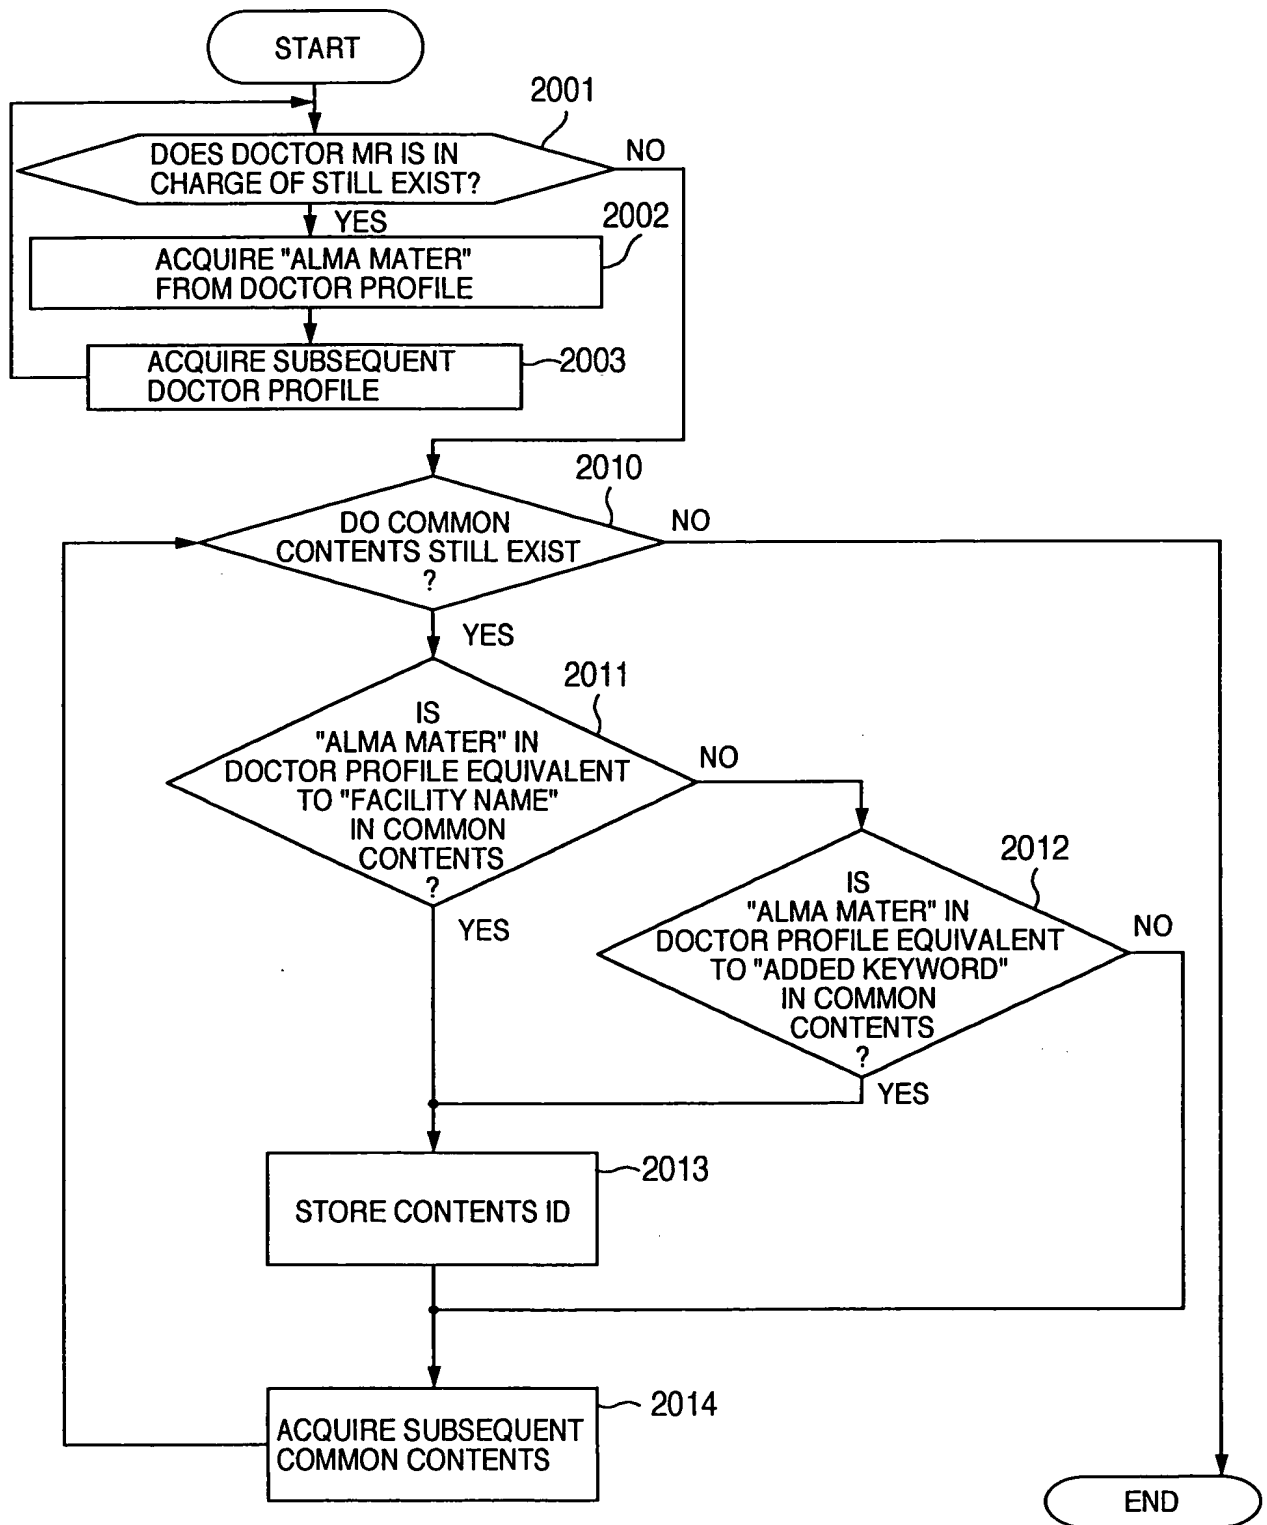 START
2001
DOES DOCTOR MR IS IN
CHARGE OF STILL EXIST?
NO
YES
2002
ACQUIRE "ALMA MATER"
FROM DOCTOR PROFILE
ACQUIRE SUBSEQUENT
DOCTOR PROFILE
2003
2010
DO COMMON
CONTENTS STILL EXIST
?
NO
YES
2011
IS
"ALMA MATER" IN
DOCTOR PROFILE EQUIVALENT
TO "FACILITY NAME"
IN COMMON
CONTENTS
?
NO
YES
2012
IS
"ALMA MATER" IN
DOCTOR PROFILE EQUIVALENT
TO "ADDED KEYWORD"
IN COMMON
CONTENTS
?
NO
YES
2013
STORE CONTENTS ID
2014
ACQUIRE SUBSEQUENT
COMMON CONTENTS
END